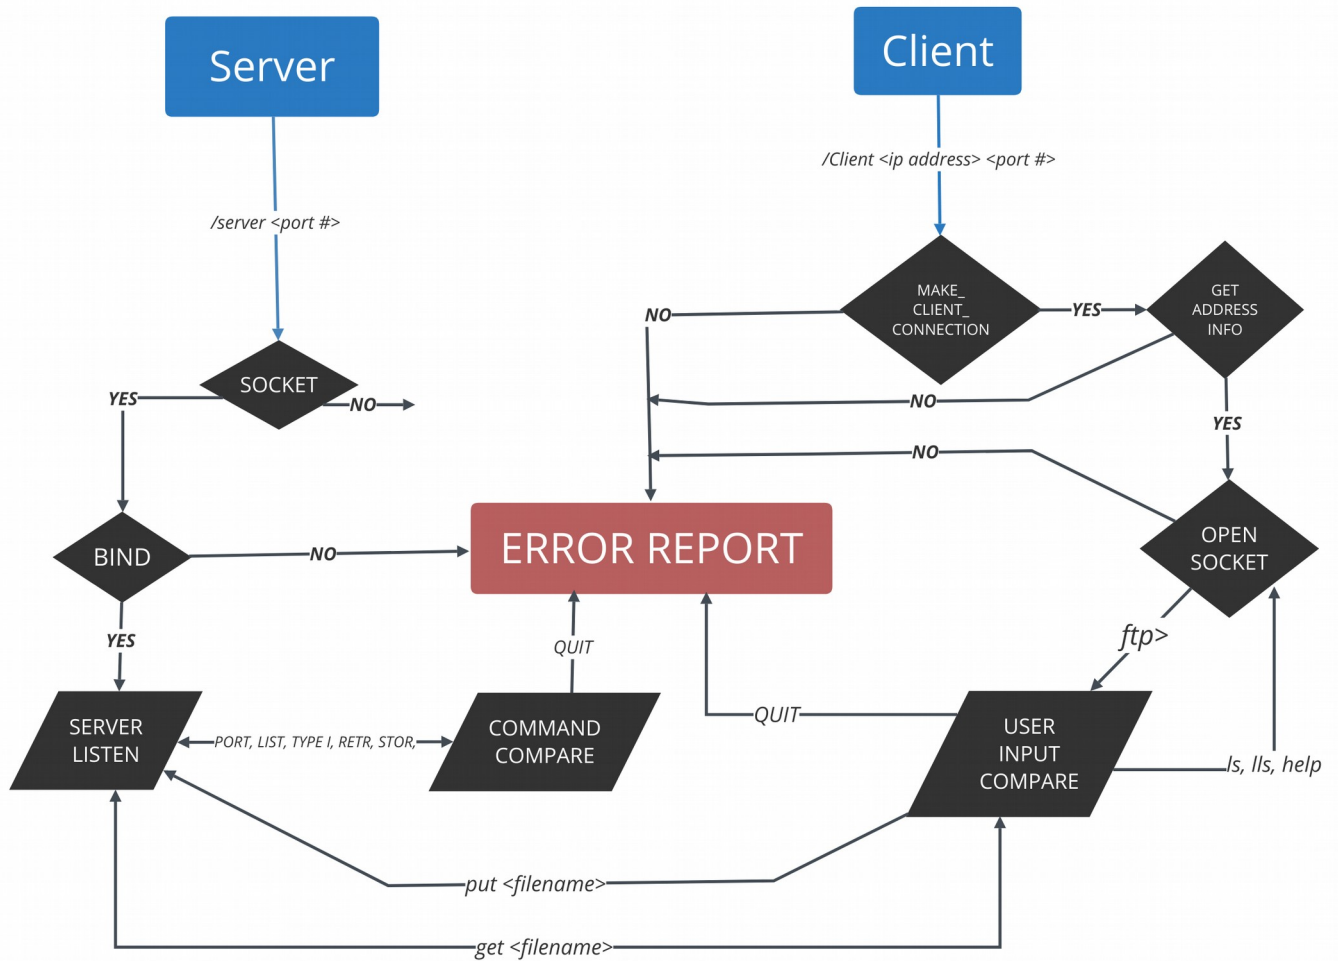 Server
Client
/Client <ip address> <port #>
/server <port #>
MAKE_
CLIENT_
CONNECTION
GET
ADDRESS
INFO
NO
YES
SOCKET
YES
NO
NO
YES
NO
BIND
NO
ERROR REPORT
OPEN
SOCKET
YES
QUIT
ftp>
SERVER
LISTEN
PORT, LIST, TYPE I, RETR, STOR,
COMMAND
COMPARE
QUIT
USER
INPUT
COMPARE
ls, lls, help
put <filename>
get <filename>